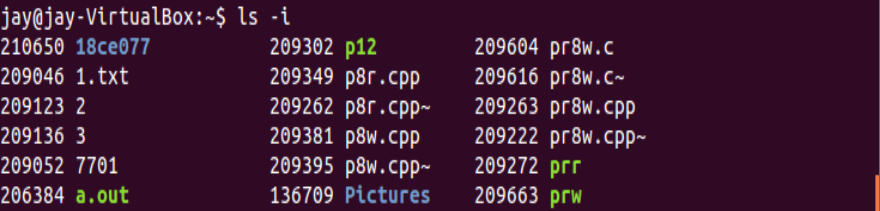 jay@jay-VirtualBox:~$ ls -i
210650 18ce077 209302 p12 209604 pr8w.c
209046 1.txt 209349 p8r.cpp 209616 pr8w.c~
209123 2 209262 p8r.cpp~ 209263 pr8w.cpp
209136 3 209381 p8w.cpp 209222 pr8w.cpp~
209052 7701 209395 p8w.cpp~ 209272 prr
206384 a.out 136709 Pictures 209663 prw